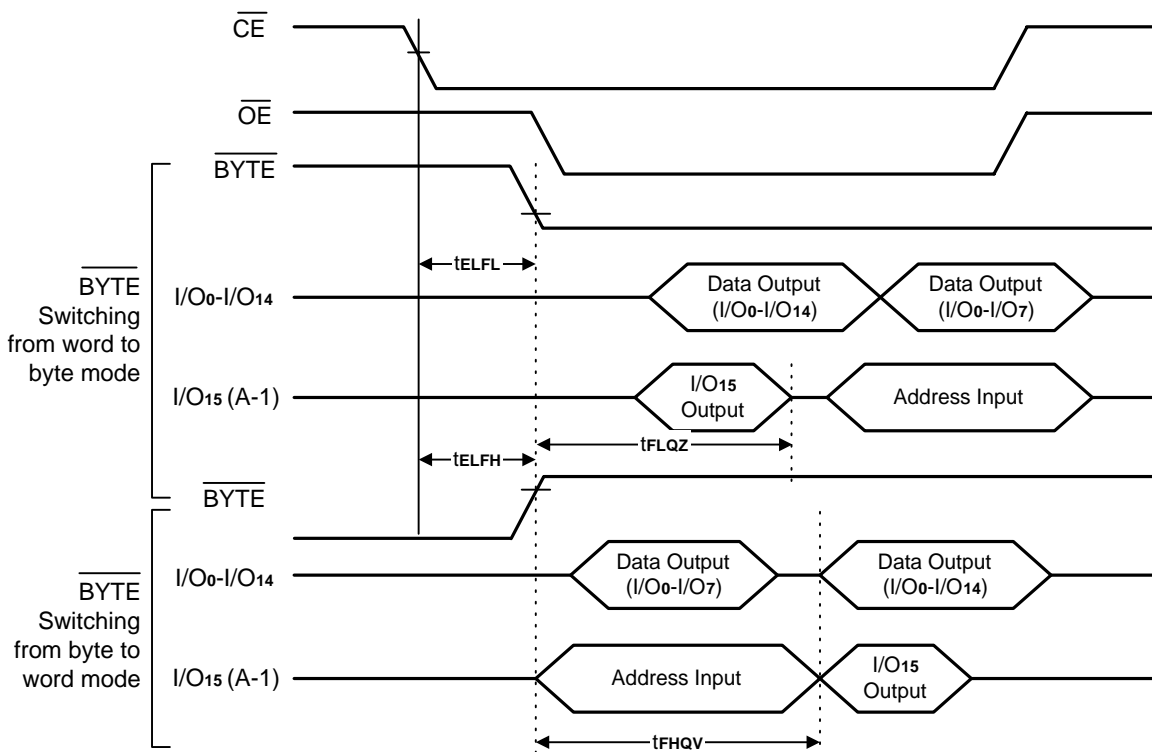 CE
OE
BYTE
tELFL
BYTE
Switching
from word to
byte mode
I/O0-I/O14
Data Output
(I/O0-I/O14)
Data Output
(I/O0-I/O7)
I/O15 (A-1)
I/O15
Output
Address Input
tELFH
tFLQZ
BYTE
BYTE
Switching
from byte to
word mode
I/O0-I/O14
Data Output
(I/O0-I/O7)
Data Output
(I/O0-I/O14)
I/O15 (A-1)
Address Input
I/O15
Output
tFHQV